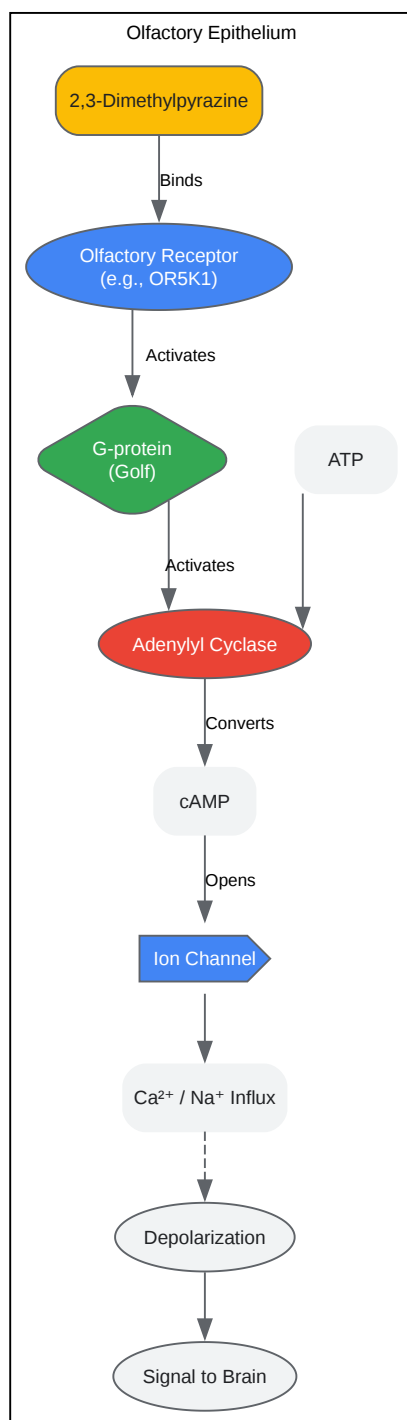 Olfactory Epithelium
2,3-Dimethylpyrazine
Binds
Olfactory Receptor
(e.g., OR5K1)
Activates
G-protein
(Golf)
ATP
Activates
Adenylyl Cyclase
Converts
cAMP
Opens
Ion Channel
Ca²⁺ / Na⁺ Influx
Depolarization
Signal to Brain